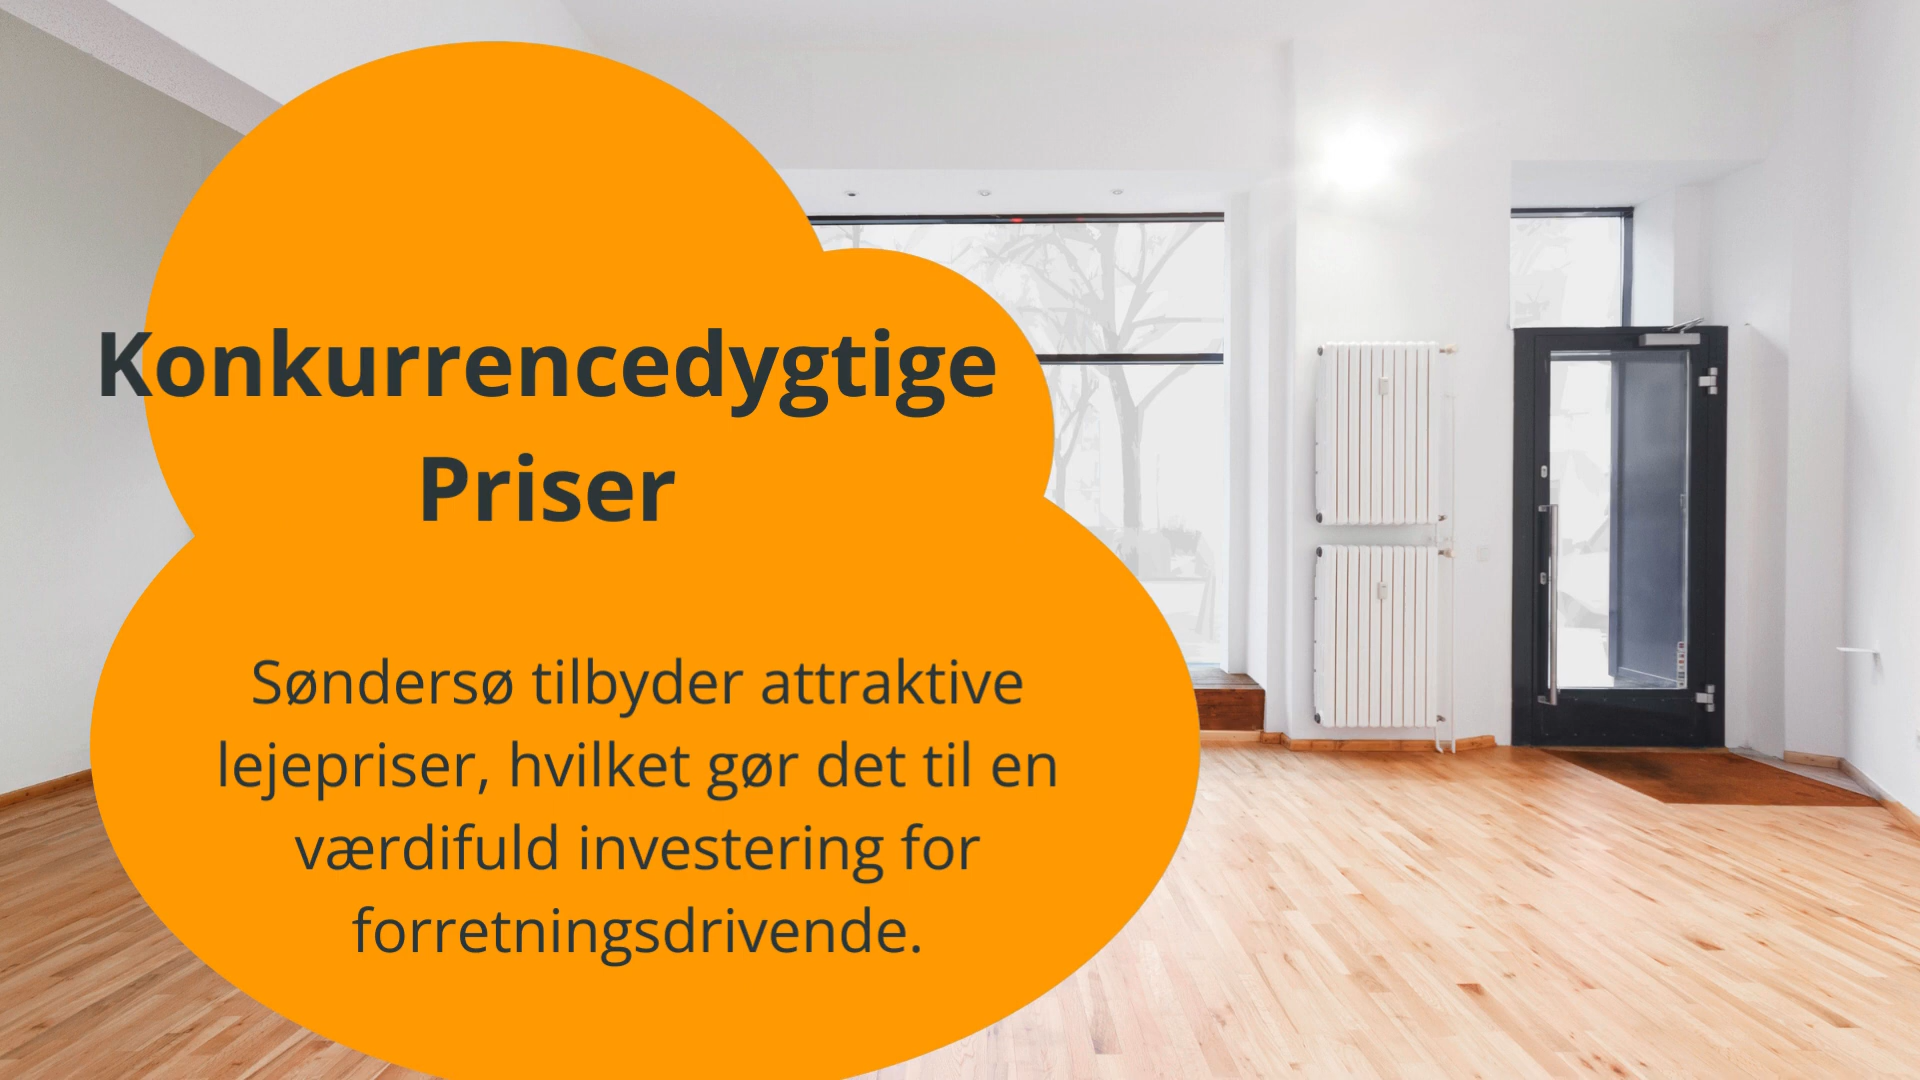 Konkurrencedygtige
Priser
Søndersø tilbyder attraktive
lejepriser, hvilket gør det til en
værdifuld investering for
forretningsdrivende.